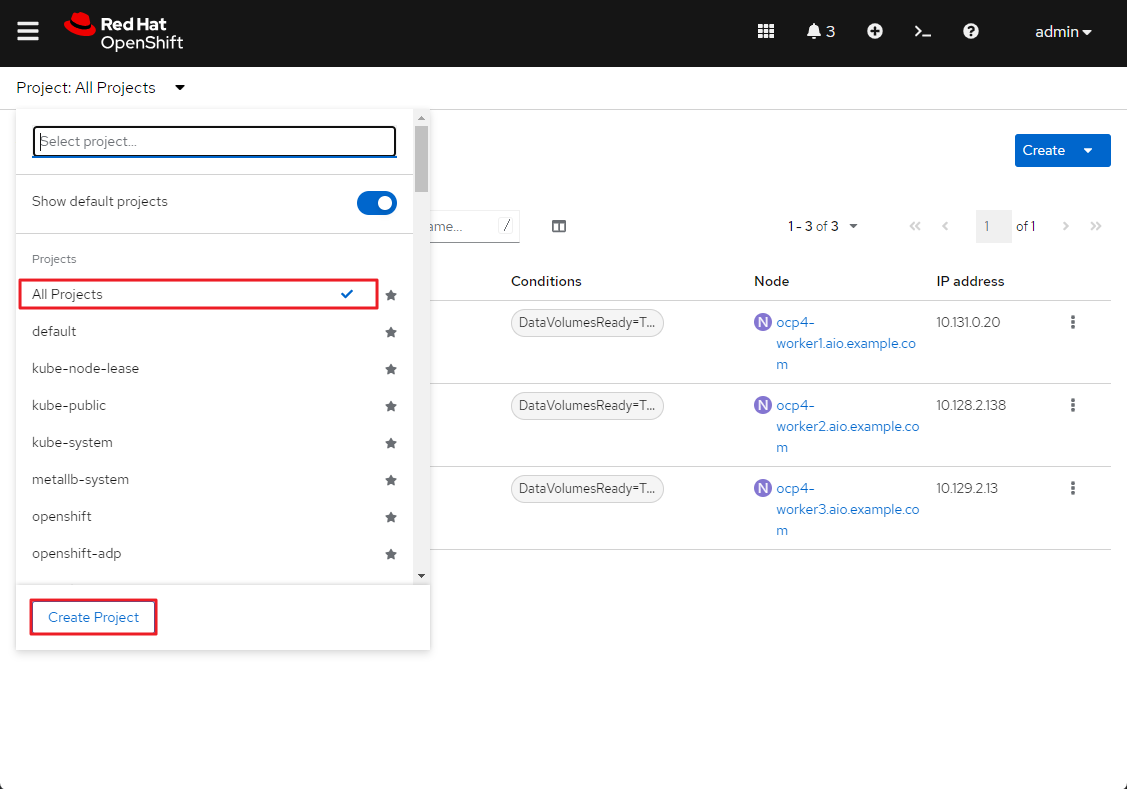 Red Hat
OpenShift
3
admin
Project: All Projects
Select project...
Create
Show default projects
ame...
/
1 - 3 of 3
1
of 1
Projects
All Projects
default
kube-node-lease
kube-public
kube-system
metallb-system
openshift
openshift-adp
Create Project
Conditions
Node
IP address
DataVolumesReady=T...
N
ocp4-
worker1.aio.example.co
m
10.131.0.20
DataVolumesReady=T...
N
ocp4-
worker2.aio.example.co
m
10.128.2.138
DataVolumesReady=T...
N
ocp4-
worker3.aio.example.co
m
10.129.2.13